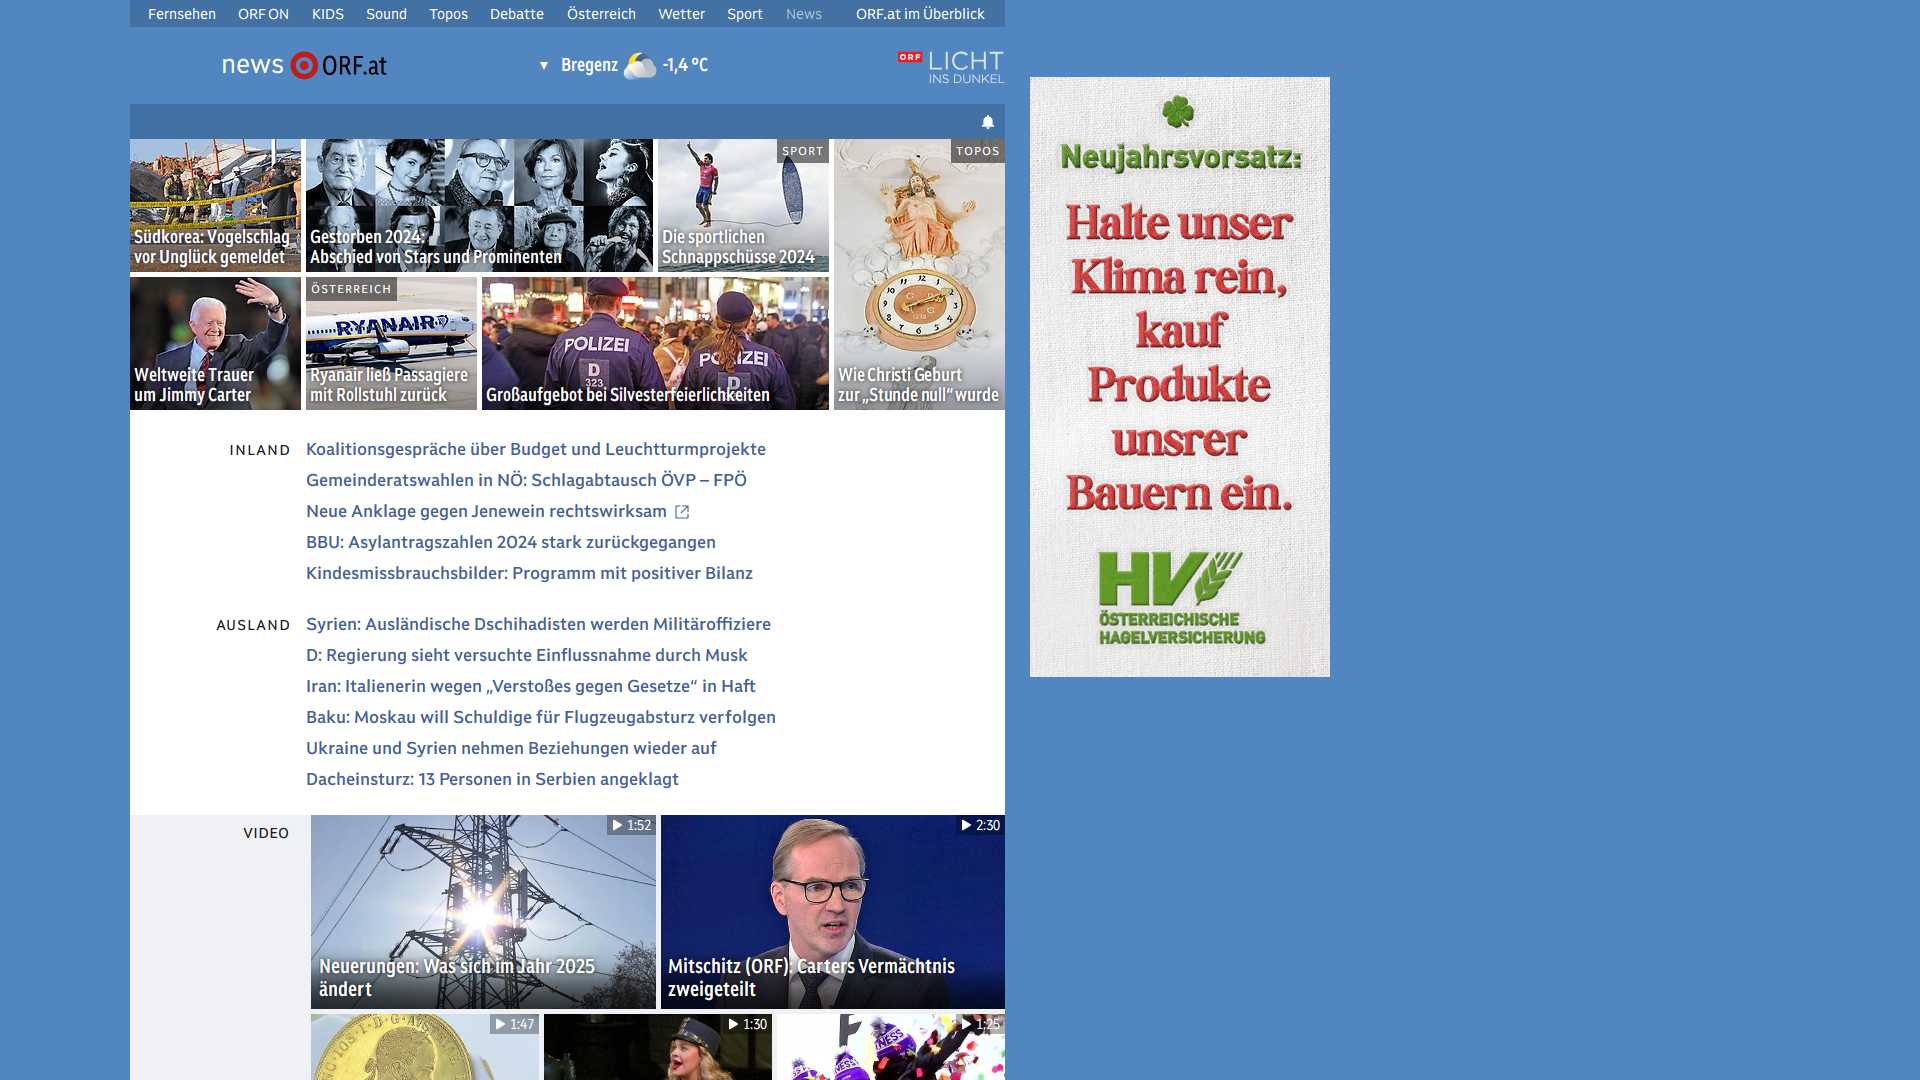 Fernsehen ORF ON KIDS Sound Topos Debatte Österreich Wetter Sport News ORF.at im Überblick
news ORF.at
▼ Bregenz -1,4 °C
ORF LICHT
INS DUNKEL
Südkorea: Vogelschlag
vor Unglück gemeldet
Gestorben 2024:
Abschied von Stars und Prominenten
SPORT
Die sportlichen
Schnappschüsse 2024
TOPOS
Wie Christi Geburt
zur „Stunde null“ wurde
Weltweite Trauer
um Jimmy Carter
ÖSTERREICH
RYANAIR
Ryanair ließ Passagiere
mit Rollstuhl zurück
POLIZEI
D
323
POLIZEI
D
Großaufgebot bei Silvesterfeierlichkeiten
INLAND
Koalitionsgespräche über Budget und Leuchtturmprojekte
Gemeinderatswahlen in NÖ: Schlagabtausch ÖVP – FPÖ
Neue Anklage gegen Jenewein rechtswirksam
BBU: Asylantragszahlen 2024 stark zurückgegangen
Kindesmissbrauchsbilder: Programm mit positiver Bilanz
AUSLAND
Syrien: Ausländische Dschihadisten werden Militäroffiziere
D: Regierung sieht versuchte Einflussnahme durch Musk
Iran: Italienerin wegen „Verstoßes gegen Gesetze“ in Haft
Baku: Moskau will Schuldige für Flugzeugabsturz verfolgen
Ukraine und Syrien nehmen Beziehungen wieder auf
Dacheinsturz: 13 Personen in Serbien angeklagt
VIDEO
1:52
Neuerungen: Was sich im Jahr 2025
ändert
2:30
Mitschitz (ORF): Carters Vermächtnis
zweigeteilt
1:47
1:30
1:25
Neujahrsvorsatz:
Halte unser
Klima rein,
kauf
Produkte
unsrer
Bauern ein.
HV
ÖSTERREICHISCHE
HAGELVERSICHERUNG